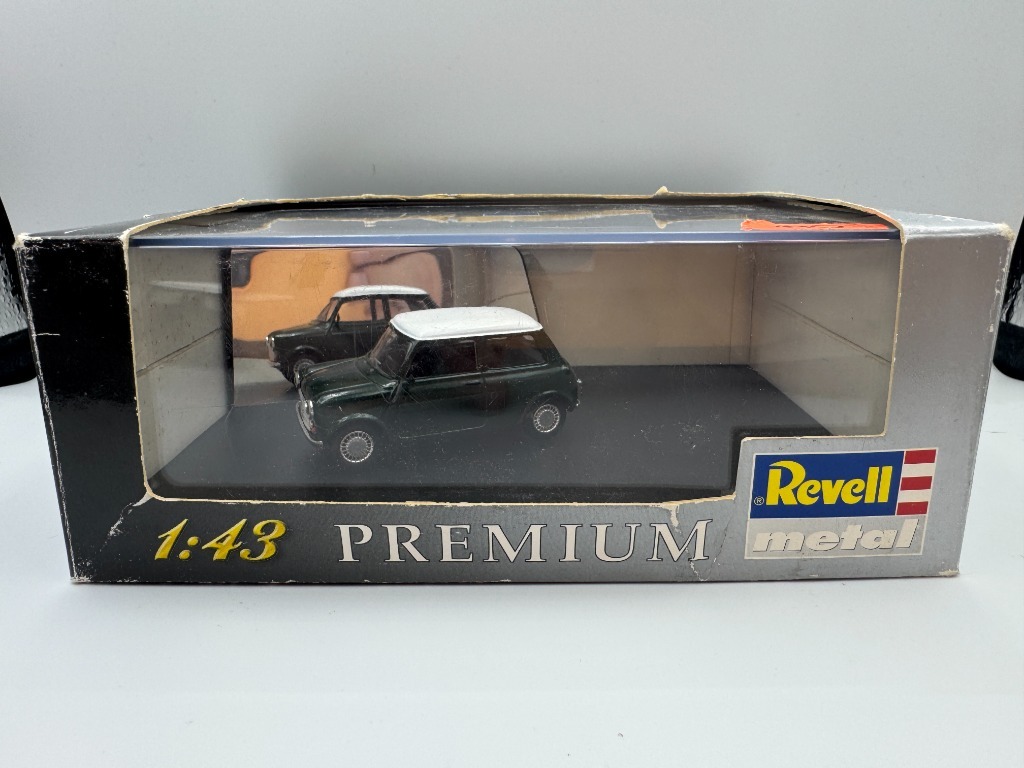 1:43 PREMIUM
® Revell
metal